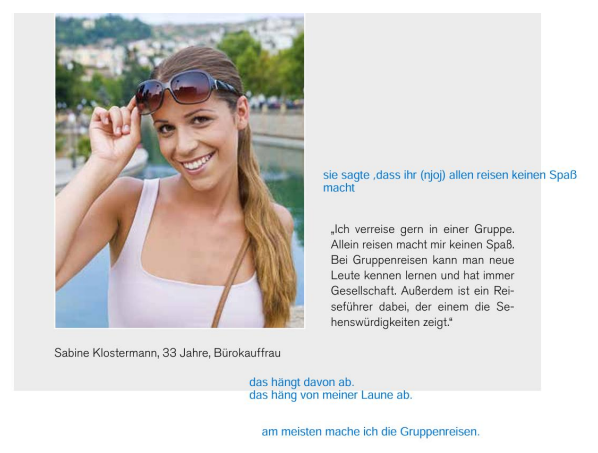 sie sagte ,dass ihr (njoj) allen reisen keinen Spaß
macht
„Ich verreise gern in einer Gruppe.
Allein reisen macht mir keinen Spaß.
Bei Gruppenreisen kann man neue
Leute kennen lernen und hat immer
Gesellschaft. Außerdem ist ein Rei-
seführer dabei, der einem die Se-
henswürdigkeiten zeigt.“
Sabine Klostermann, 33 Jahre, Bürokauffrau
das hängt davon ab.
das häng von meiner Laune ab.
am meisten mache ich die Gruppenreisen.